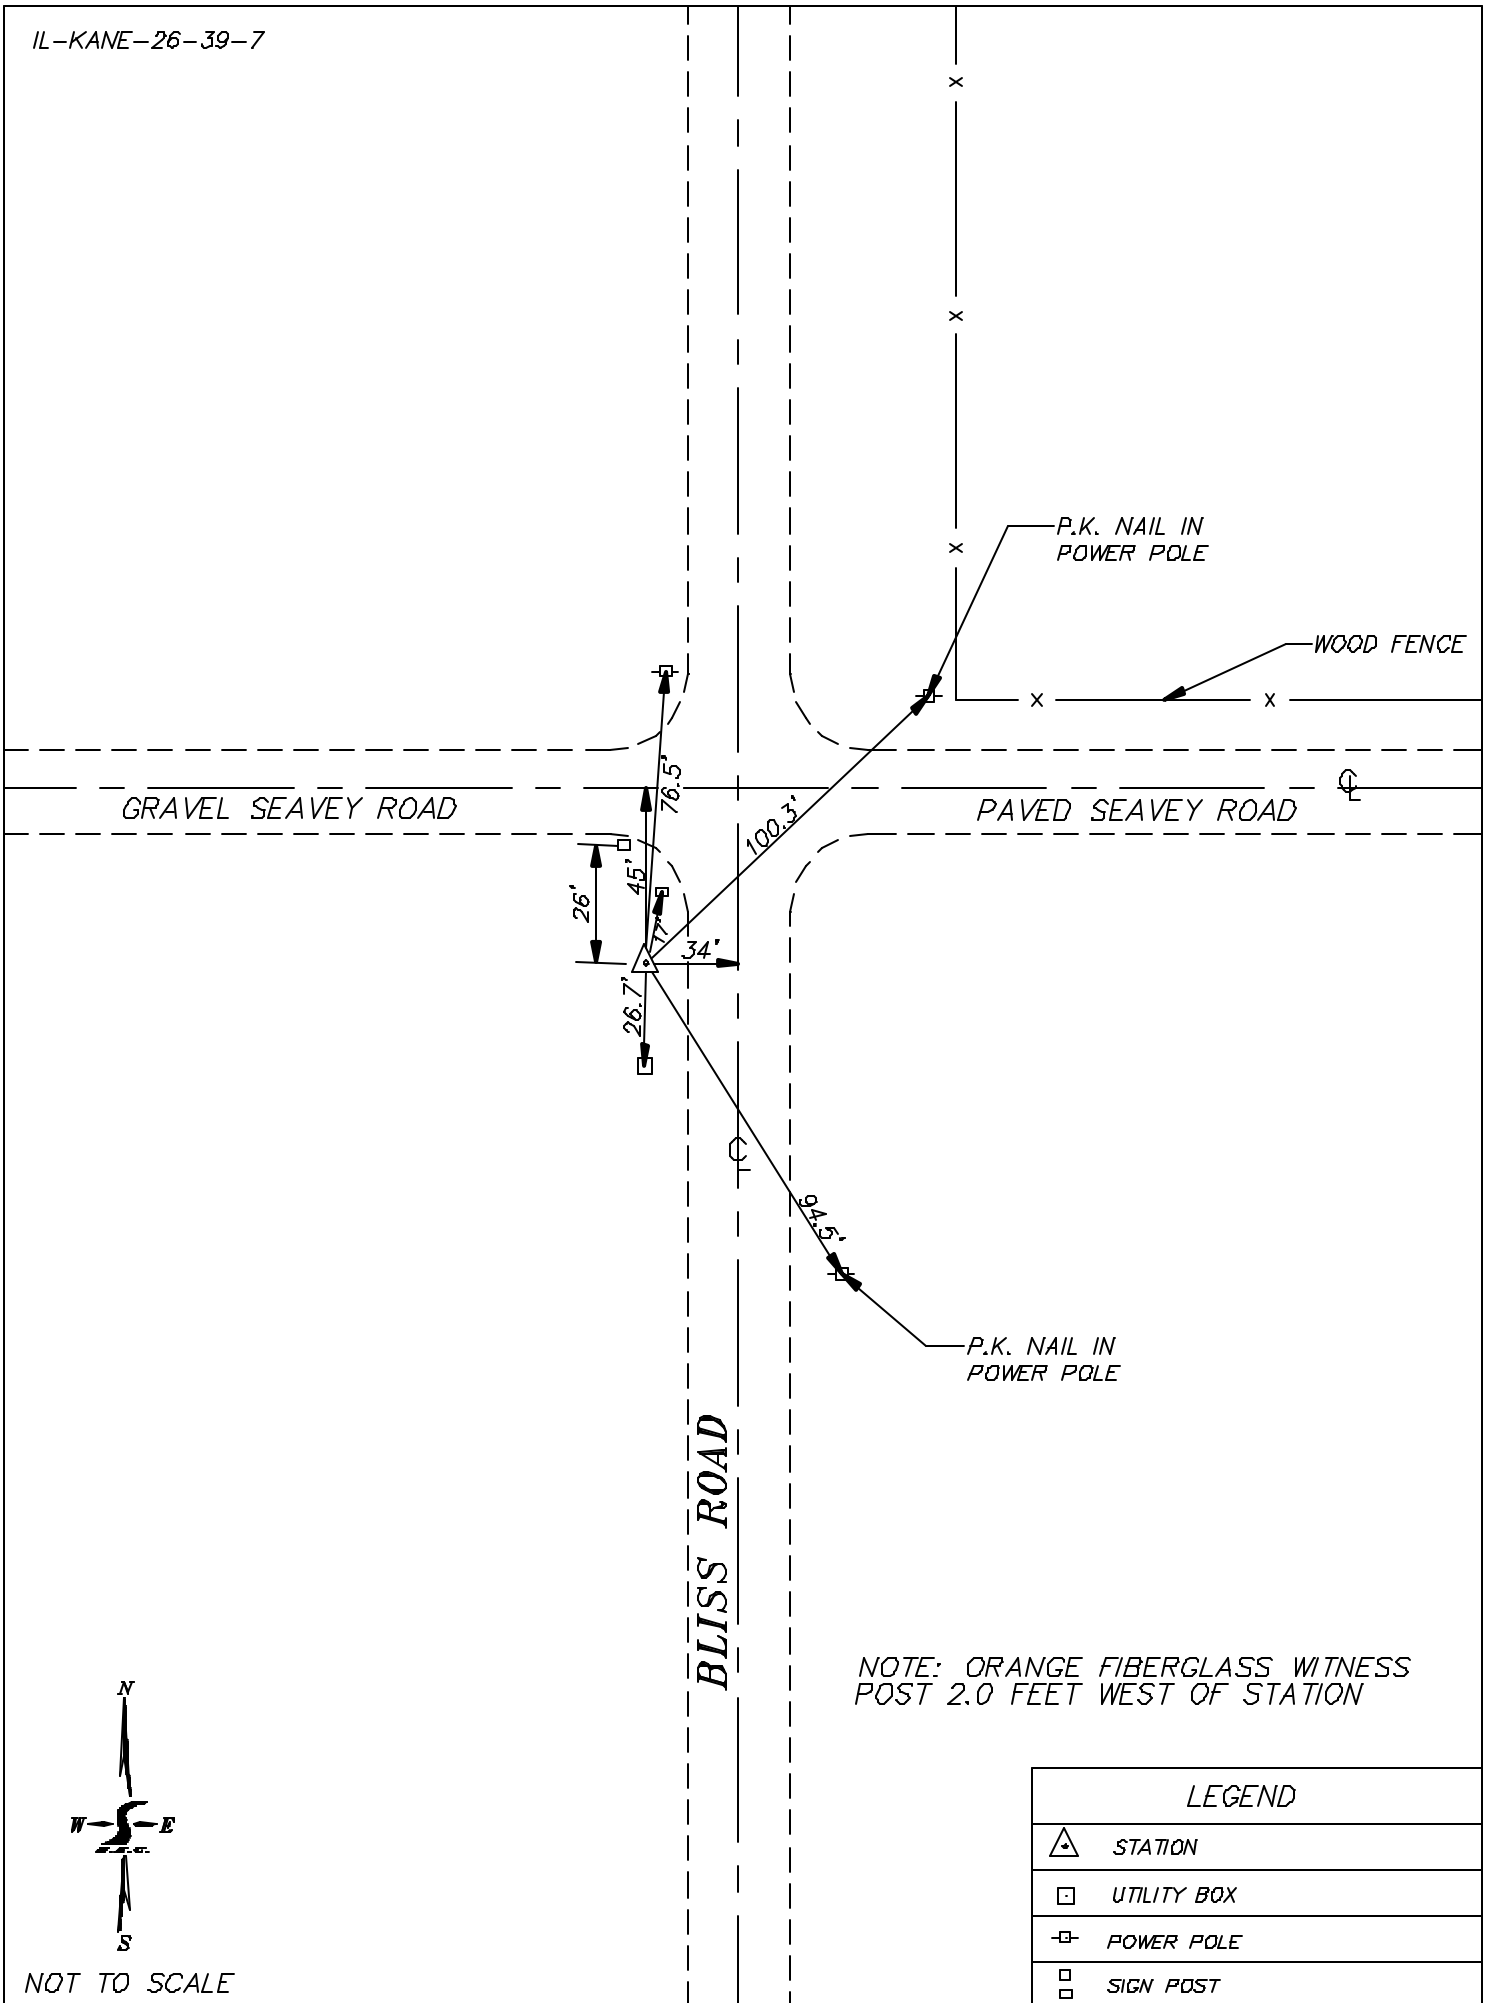 IL-KANE-26-39-7
P.K. NAIL IN
POWER POLE
WOOD FENCE
76.5'
GRAVEL SEAVEY ROAD
PAVED SEAVEY ROAD
℄
100.3'
45'
26'
17'
34'
26.7'
℄
94.5'
P.K. NAIL IN
POWER POLE
BLISS ROAD
NOTE: ORANGE FIBERGLASS WITNESS
POST 2.0 FEET WEST OF STATION
N
W E
S
NOT TO SCALE
LEGEND
STATION
UTILITY BOX
POWER POLE
SIGN POST